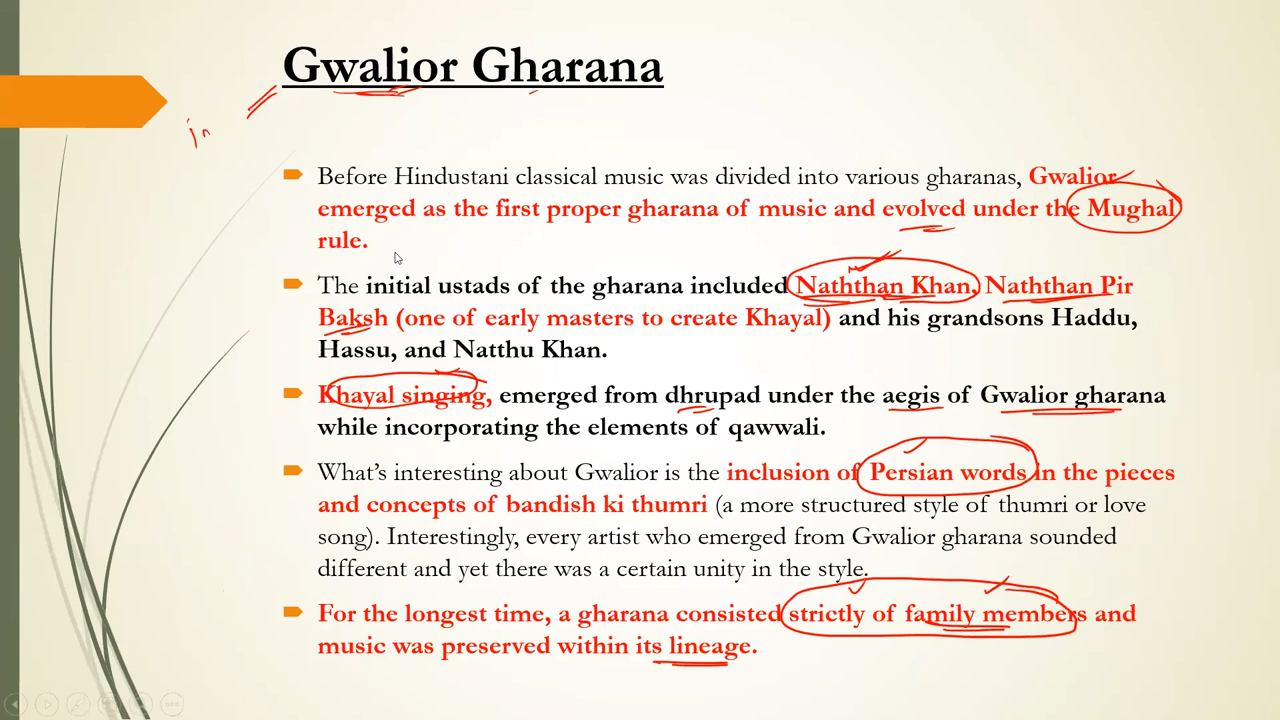 Gwalior Gharana
in
Before Hindustani classical music was divided into various gharanas, Gwalior
emerged as the first proper gharana of music and evolved under the Mughal
rule.
The initial ustads of the gharana included Naththan Khan, Naththan Pir
Baksh (one of early masters to create Khayal) and his grandsons Haddu,
Hassu, and Natthu Khan.
Khayal singing, emerged from dhrupad under the aegis of Gwalior gharana
while incorporating the elements of qawwali.
What's interesting about Gwalior is the inclusion of Persian words in the pieces
and concepts of bandish ki thumri (a more structured style of thumri or love
song). Interestingly, every artist who emerged from Gwalior gharana sounded
different and yet there was a certain unity in the style.
For the longest time, a gharana consisted strictly of family members and
music was preserved within its lineage.